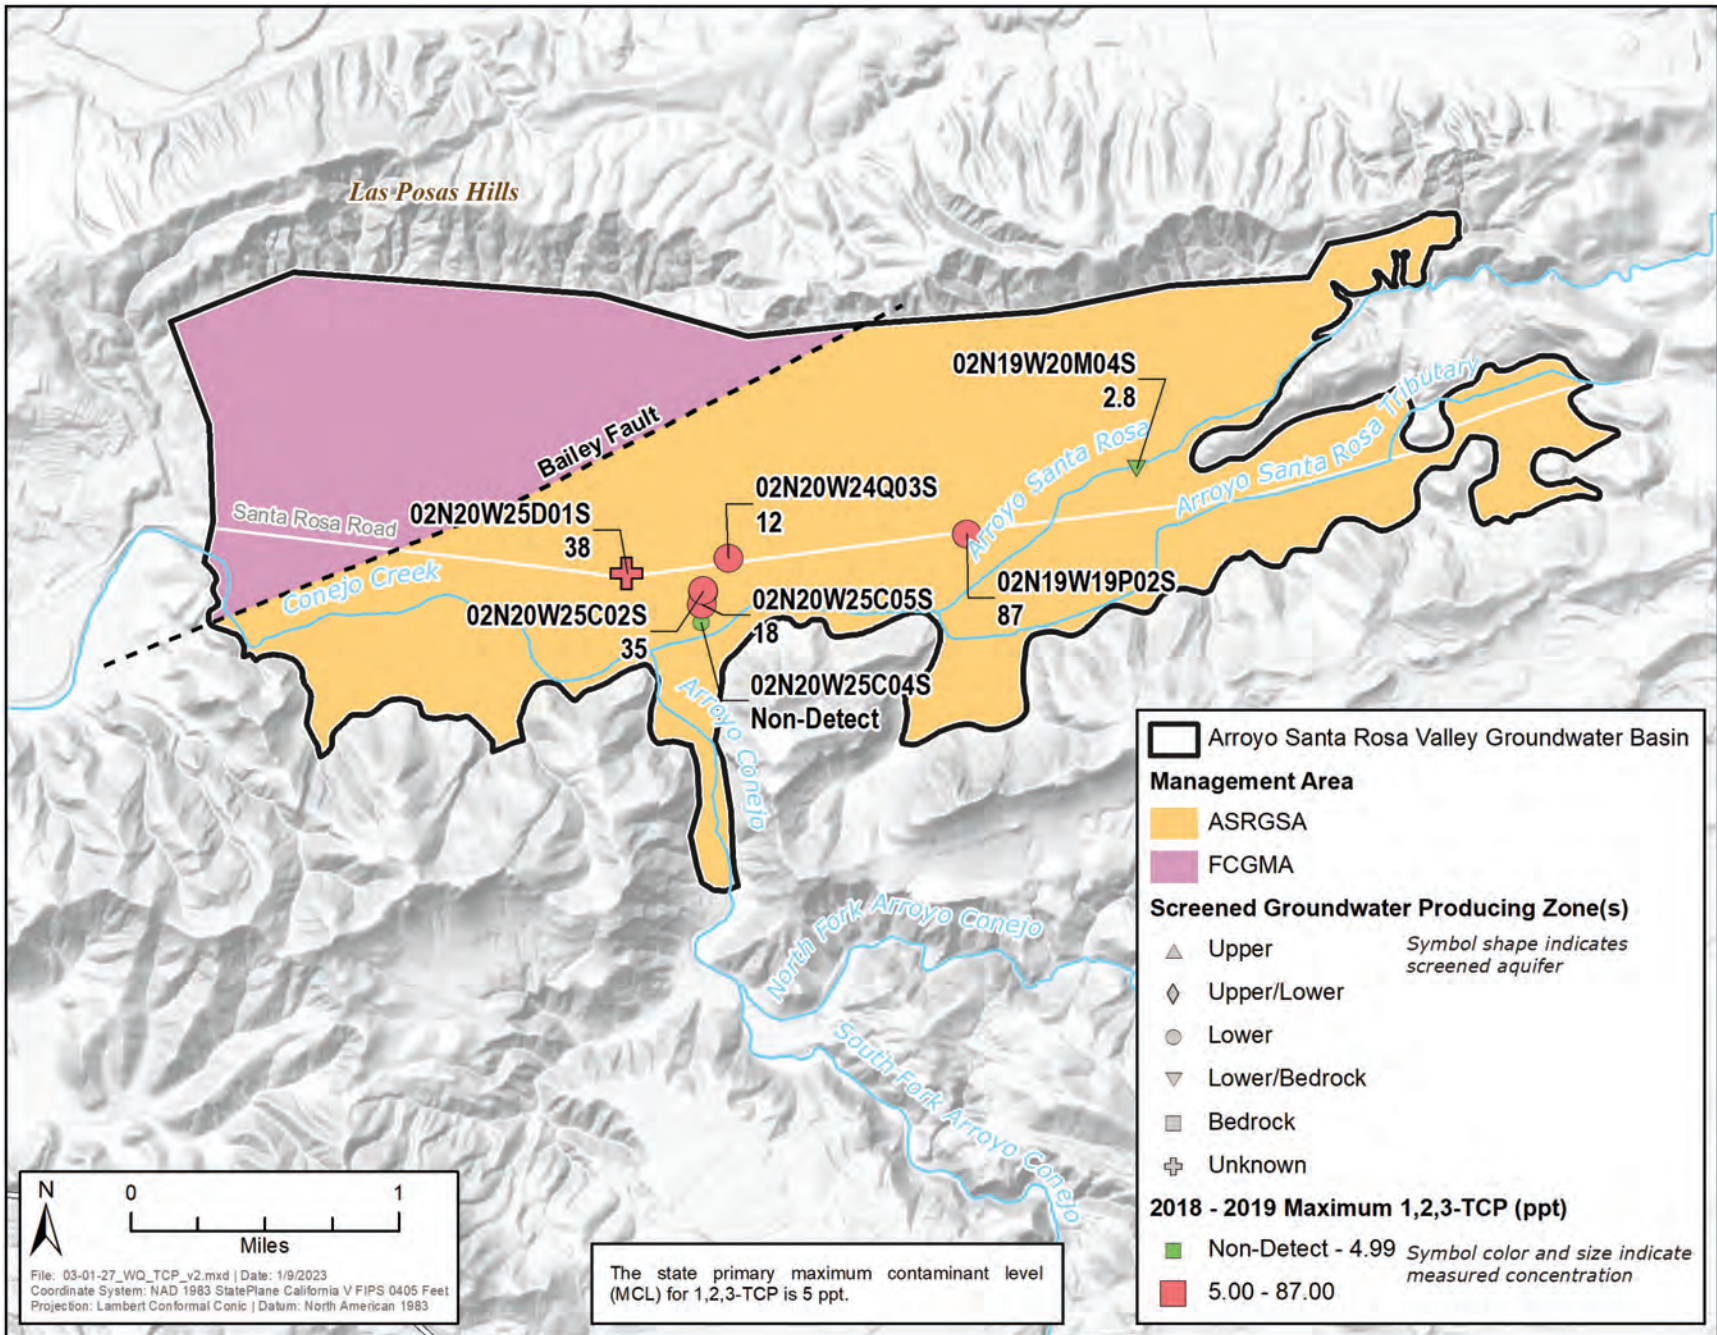 Las Posas Hills
Bailey Fault
02N19W20M04S
2.8
Arroyo Santa Rosa
Arroyo Santa Rosa Tributary
Santa Rosa Road
02N20W25D01S
38
02N20W24Q03S
12
Conejo Creek
02N20W25C02S
35
02N20W25C05S
18
02N19W19P02S
87
02N20W25C04S
Non-Detect
Arroyo Conejo
North Fork Arroyo Conejo
South Fork Arroyo Conejo
Arroyo Santa Rosa Valley Groundwater Basin
Management Area
ASRGSA
FCGMA
Screened Groundwater Producing Zone(s)
Upper
Symbol shape indicates
screened aquifer
Upper/Lower
Lower
Lower/Bedrock
Bedrock
Unknown
2018 - 2019 Maximum 1,2,3-TCP (ppt)
Non-Detect - 4.99
Symbol color and size indicate
measured concentration
5.00 - 87.00
N
0 1
Miles
File: 03-01-27_WQ_TCP_v2.mxd | Date: 1/9/2023
Coordinate System: NAD 1983 StatePlane California V FIPS 0405 Feet
Projection: Lambert Conformal Conic | Datum: North American 1983
The state primary maximum contaminant level
(MCL) for 1,2,3-TCP is 5 ppt.